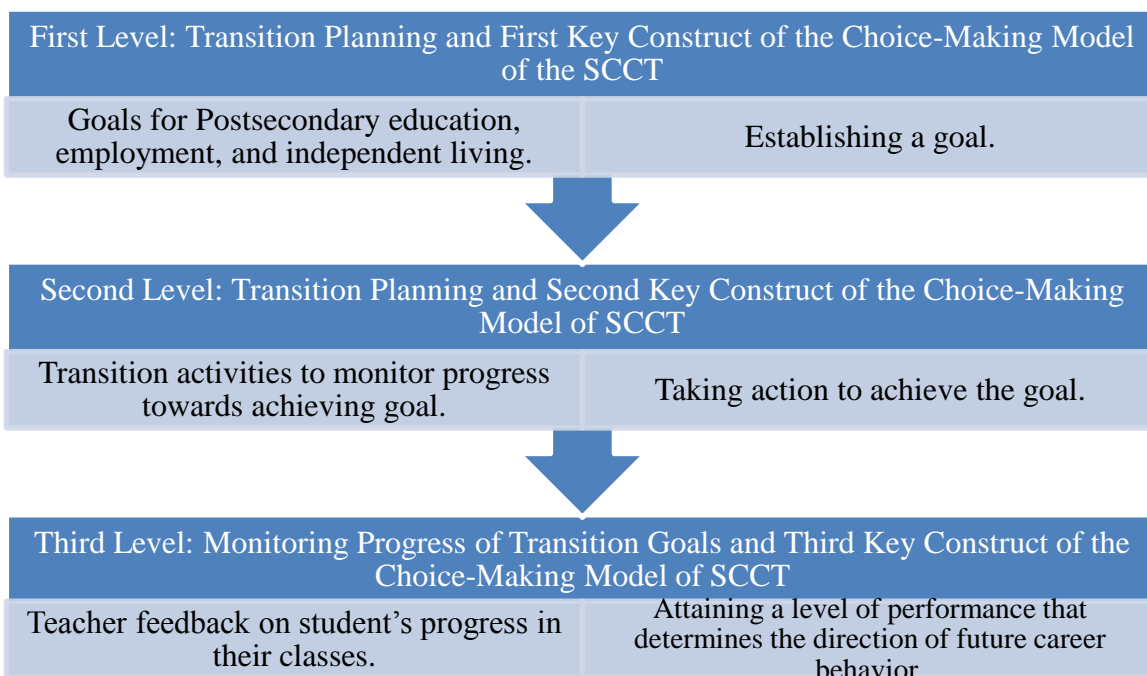 First Level: Transition Planning and First Key Construct of the Choice-Making Model
of the SCCT
Goals for Postsecondary education,
employment, and independent living.
Establishing a goal.
Second Level: Transition Planning and Second Key Construct of the Choice-Making
Model of SCCT
Transition activities to monitor progress
towards achieving goal.
Taking action to achieve the goal.
Third Level: Monitoring Progress of Transition Goals and Third Key Construct of the
Choice-Making Model of SCCT
Teacher feedback on student’s progress in
their classes.
Attaining a level of performance that
determines the direction of future career
behavior